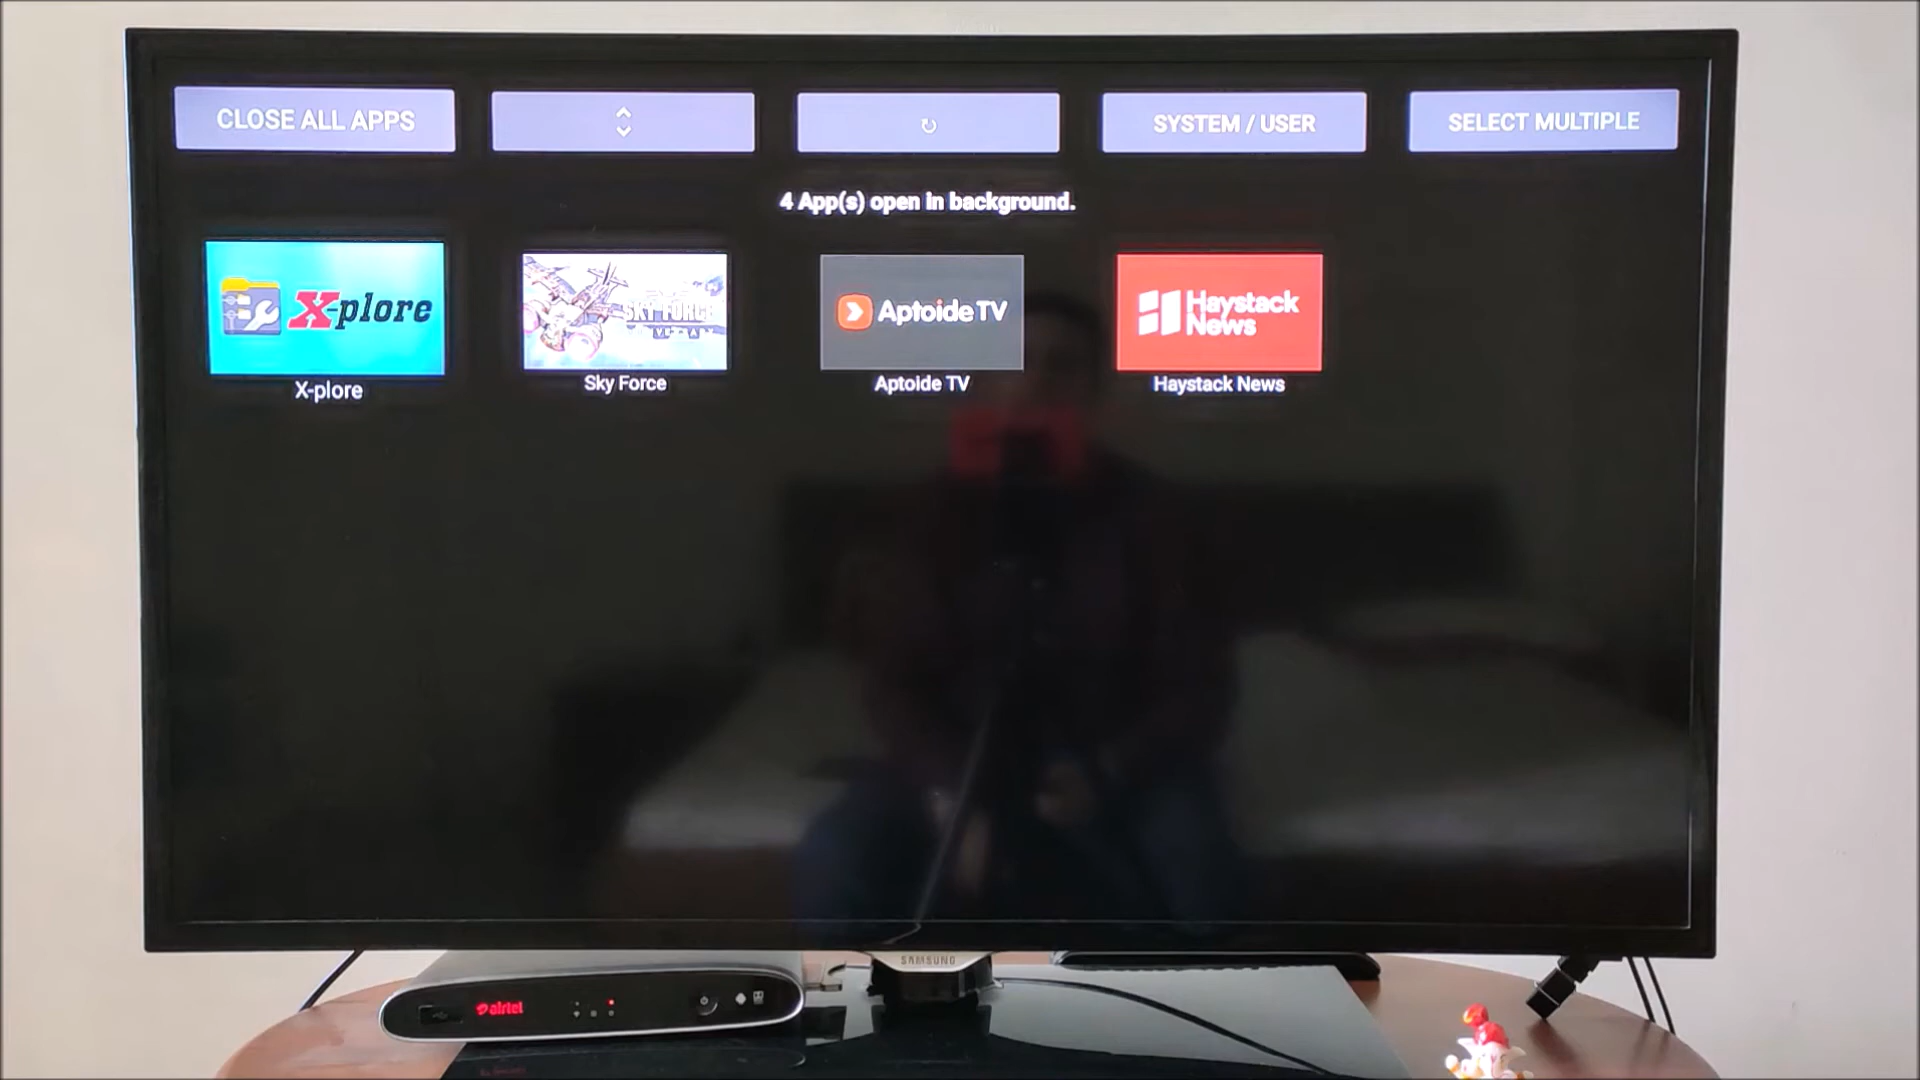 CLOSE ALL APPS
SYSTEM / USER
SELECT MULTIPLE
4 App(s) open in background.
X-plore
SKY FORCE
Aptoide TV
Haystack
News
X-plore
Sky Force
Aptoide TV
Haystack News
SAMSUNG
airtel